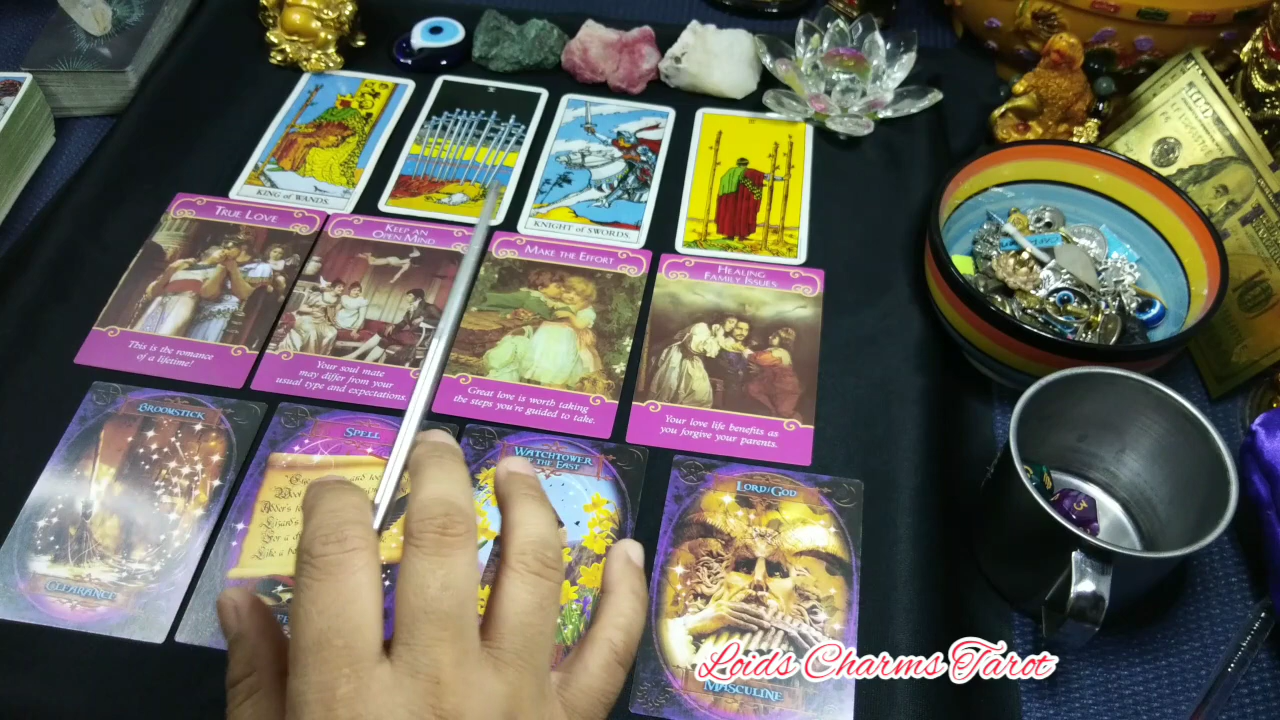 KING of WANDS.
X
KNIGHT of SWORDS.
III
TRUE LOVE
This is the romance
of a lifetime!
KEEP AN
OPEN MIND
Your soul mate
may differ from your
usual type and expectations.
MAKE THE EFFORT
Great love is worth taking
the steps you're guided to take.
HEALING
FAMILY ISSUES
Your love life benefits as
you forgive your parents.
BROOMSTICK
CLEARANCE
SPELL
WATCHTOWER
OF THE EAST
LORD/GOD
MASCULINE
3
Loids Charms Tarot